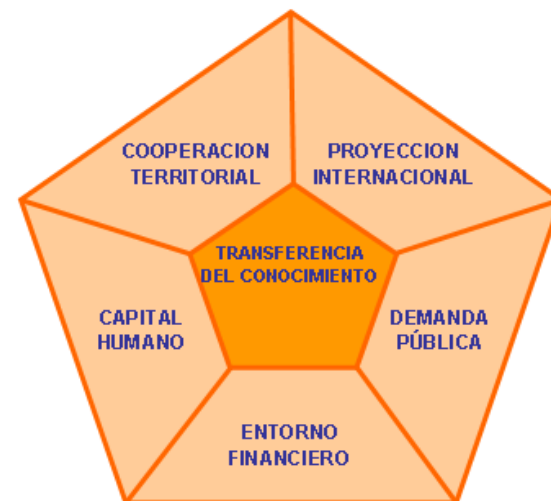 COOPERACION
TERRITORIAL
PROYECCION
INTERNACIONAL
TRANSFERENCIA
DEL CONOCIMIENTO
CAPITAL
HUMANO
DEMANDA
PÚBLICA
ENTORNO
FINANCIERO